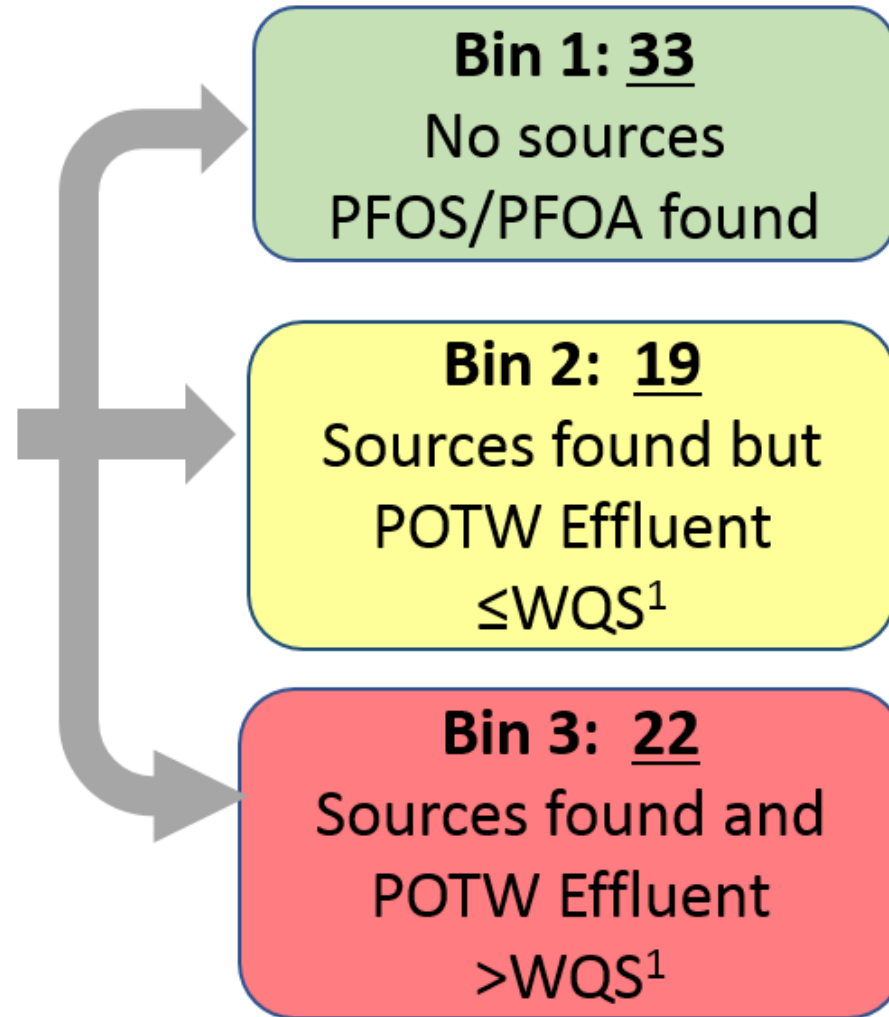 Bin 1: 33
No sources
PFOS/PFOA found
Bin 2: 19
Sources found but
POTW Effluent
≤WQS¹
Bin 3: 22
Sources found and
POTW Effluent
>WQS¹